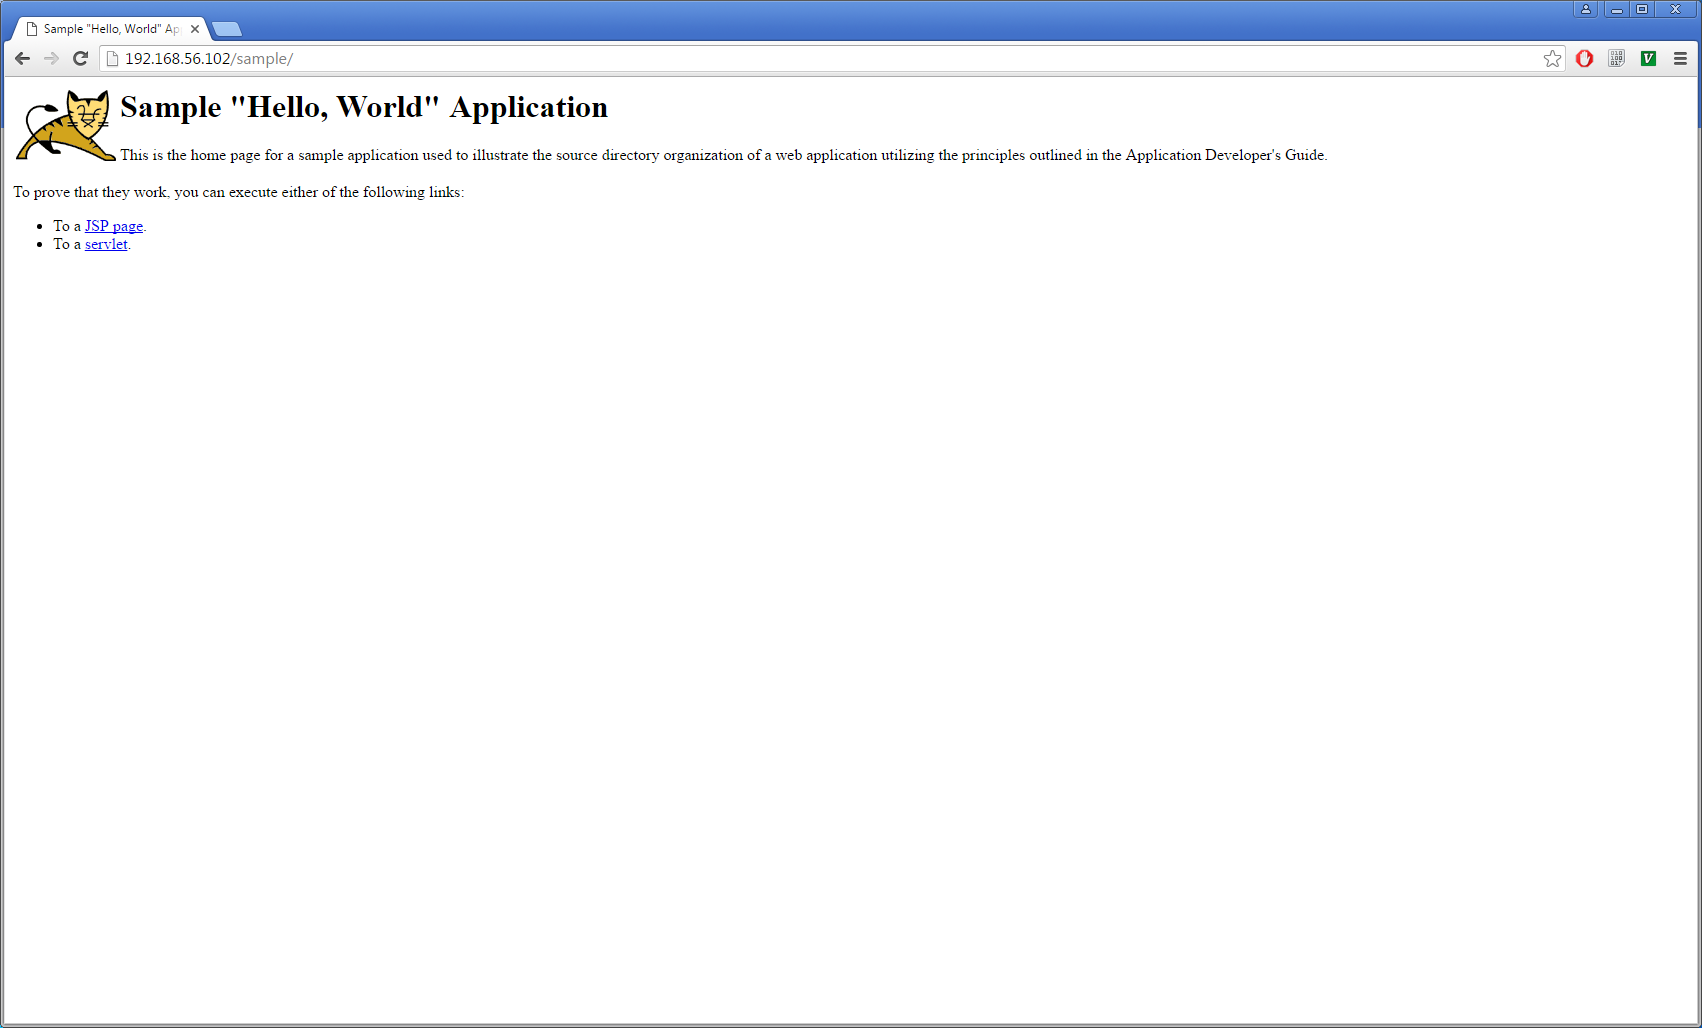 Sample "Hello, World" Ap
192.168.56.102/sample/
Sample "Hello, World" Application
This is the home page for a sample application used to illustrate the source directory organization of a web application utilizing the principles outlined in the Application Developer's Guide.
To prove that they work, you can execute either of the following links:
• To a JSP page.
• To a servlet.